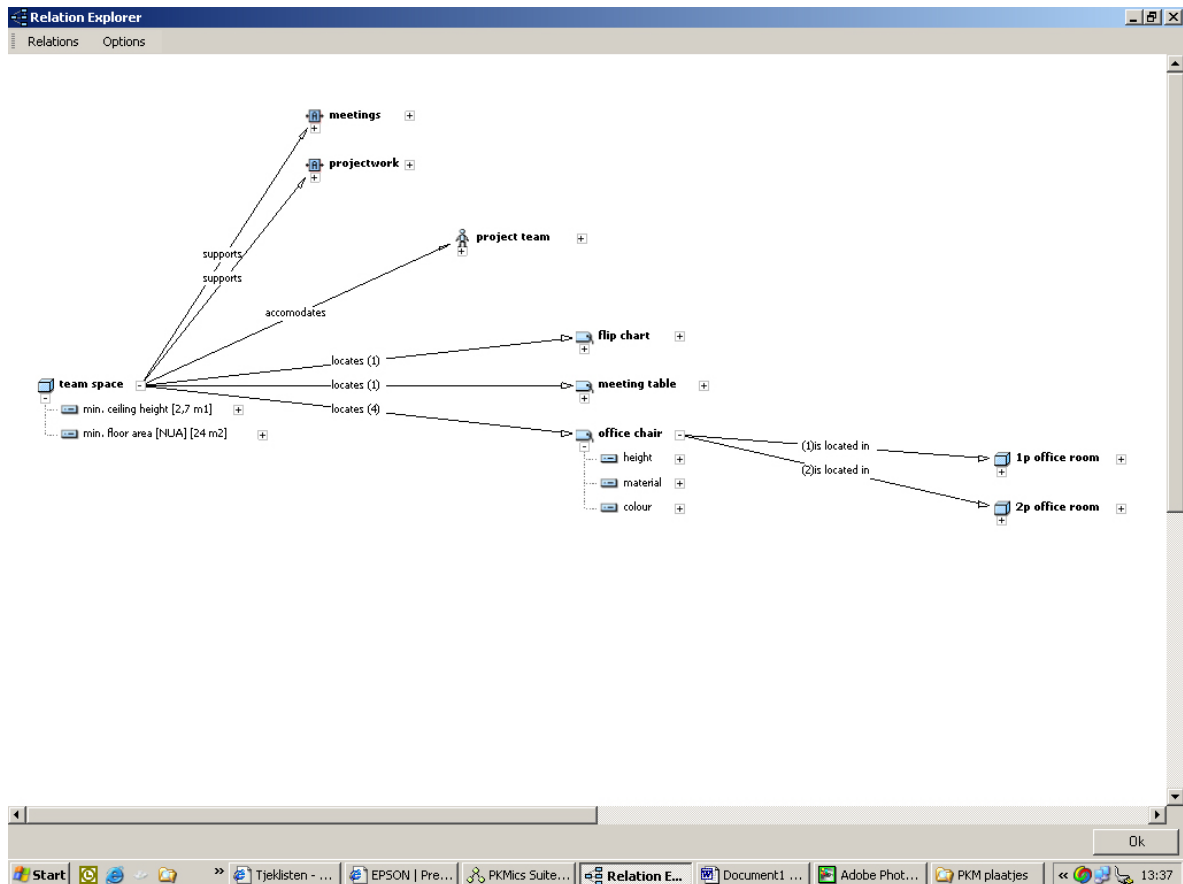 Relation Explorer
Relations Options
meetings
projectwork
project team
supports
supports
accomodates
flip chart
locates (1)
team space
locates (1)
meeting table
min. ceiling height [2,7 m1]
locates (4)
min. floor area [NUA] [24 m2]
office chair
(1)is located in
height
1p office room
(2)is located in
material
colour
2p office room
Ok
Start » Tjeklisten - ... EPSON | Pre... PKMics Suite... Relation E... Document1 ... Adobe Phot... PKM plaatjes « 13:37